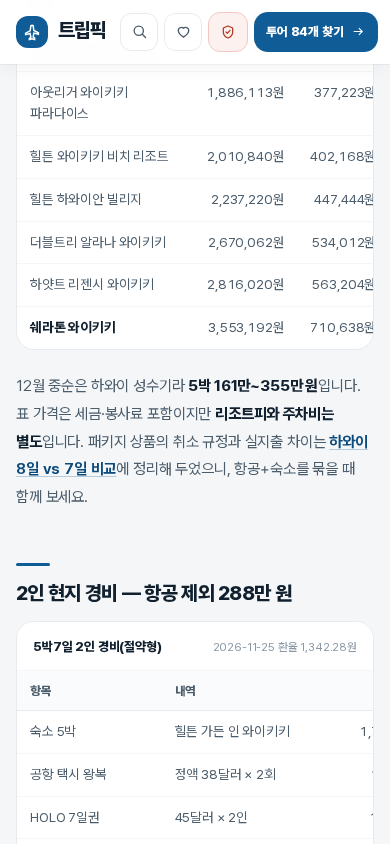 트립픽
투어 84개 찾기 →
아웃리거 와이키키 1,886,113원 377,223원
파라다이스
힐튼 와이키키 비치 리조트 2,010,840원 402,168원
힐튼 하와이안 빌리지 2,237,220원 447,444원
더블트리 알라나 와이키키 2,670,062원 534,012원
하얏트 리젠시 와이키키 2,816,020원 563,204원
쉐라톤 와이키키 3,553,192원 710,638원
12월 중순은 하와이 성수기라 5박 161만~355만원입니다.
표 가격은 세금·봉사료 포함이지만 리조트피와 주차비는
별도입니다. 패키지 상품의 취소 규정과 실지출 차이는 하와이
8일 vs 7일 비교에 정리해 두었으니, 항공+숙소를 묶을 때
함께 보세요.
2인 현지 경비 — 항공 제외 288만 원
5박7일 2인 경비(절약형) 2026-11-25 환율 1,342.28원
항목 내역
숙소 5박 힐튼 가든 인 와이키키
공항 택시 왕복 정액 38달러 × 2회
HOLO 7일권 45달러 × 2인